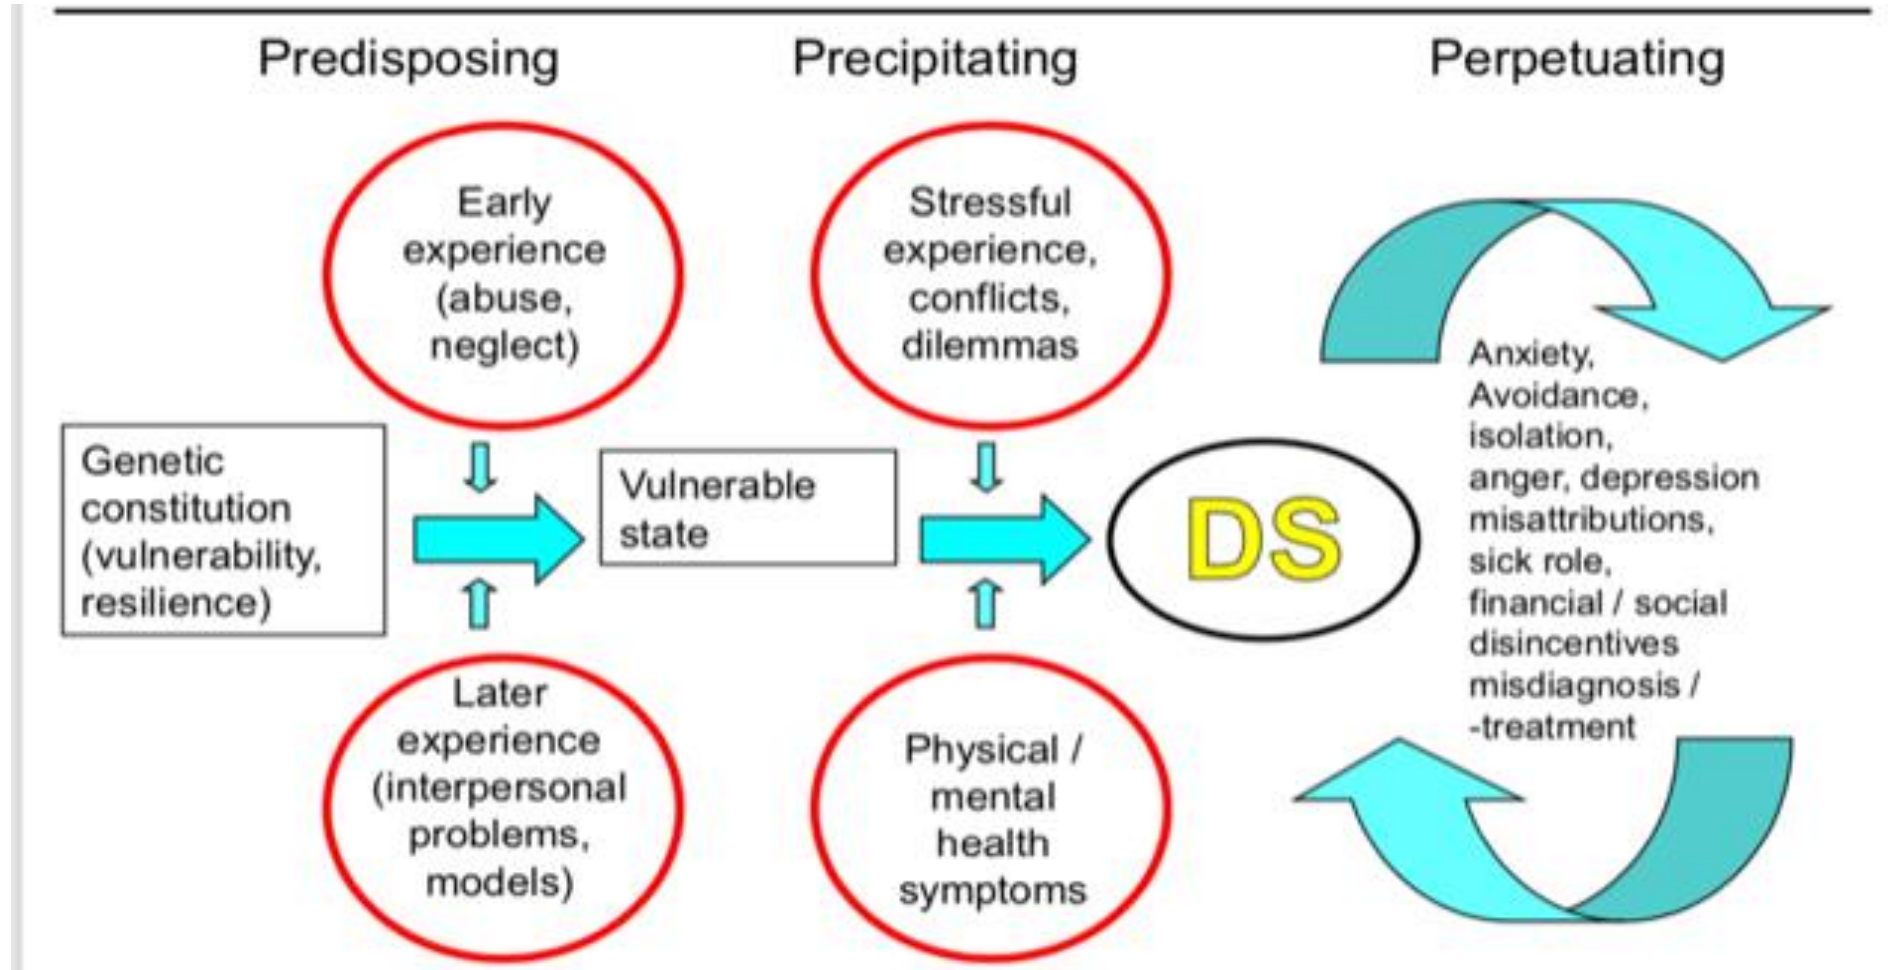 Predisposing
Precipitating
Perpetuating
Early
experience
(abuse,
neglect)
Stressful
experience,
conflicts,
dilemmas
Genetic
constitution
(vulnerability,
resilience)
Vulnerable
state
DS
Anxiety,
Avoidance,
isolation,
anger, depression
misattributions,
sick role,
financial / social
disincentives
misdiagnosis /
-treatment
Later
experience
(interpersonal
problems,
models)
Physical /
mental
health
symptoms